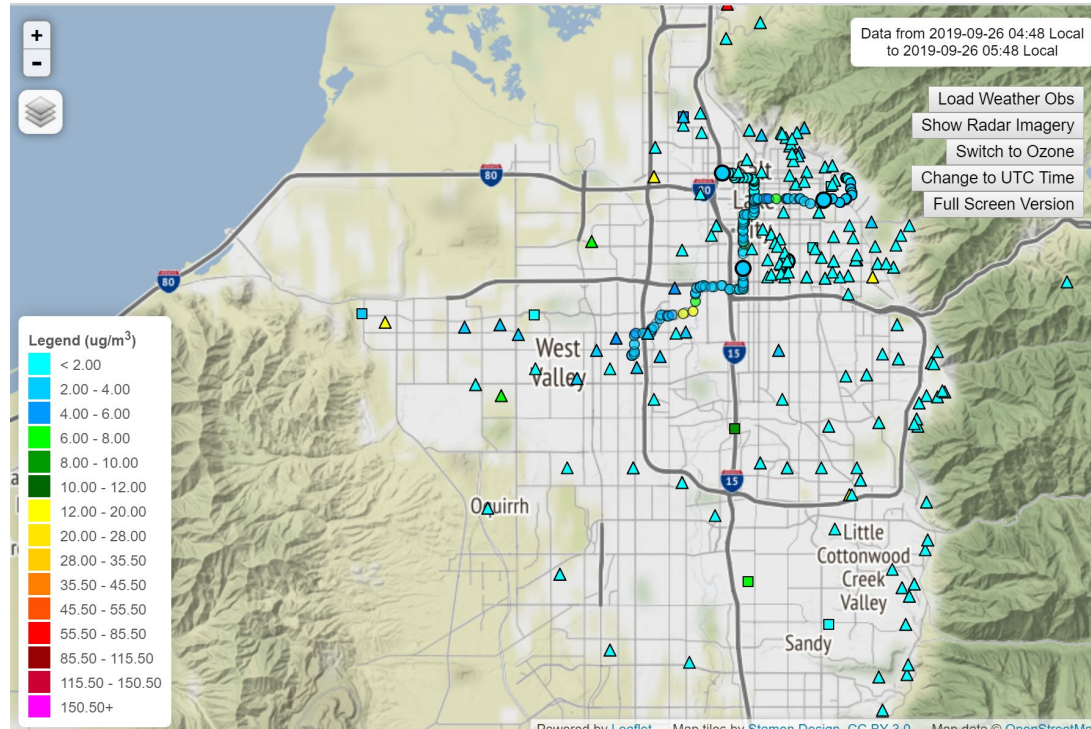 +
Data from 2019-09-26 04:48 Local
to 2019-09-26 05:48 Local
-
Load Weather Obs
Show Radar Imagery
Switch to Ozone
Change to UTC Time
Full Screen Version
80
80
Legend (ug/m3)
< 2.00
2.00 - 4.00
4.00 - 6.00
6.00 - 8.00
8.00 - 10.00
10.00 - 12.00
12.00 - 20.00
20.00 - 28.00
28.00 - 35.50
35.50 - 45.50
45.50 - 55.50
55.50 - 85.50
85.50 - 115.50
115.50 - 150.50
150.50+
West
Valley
15
15
Oquirrh
Little
Cottonwood
Creek
Valley
Sandy
Powered by Leaflet — Map tiles by Stamen Design, CC BY 3.0 — Map data © OpenStreetMa